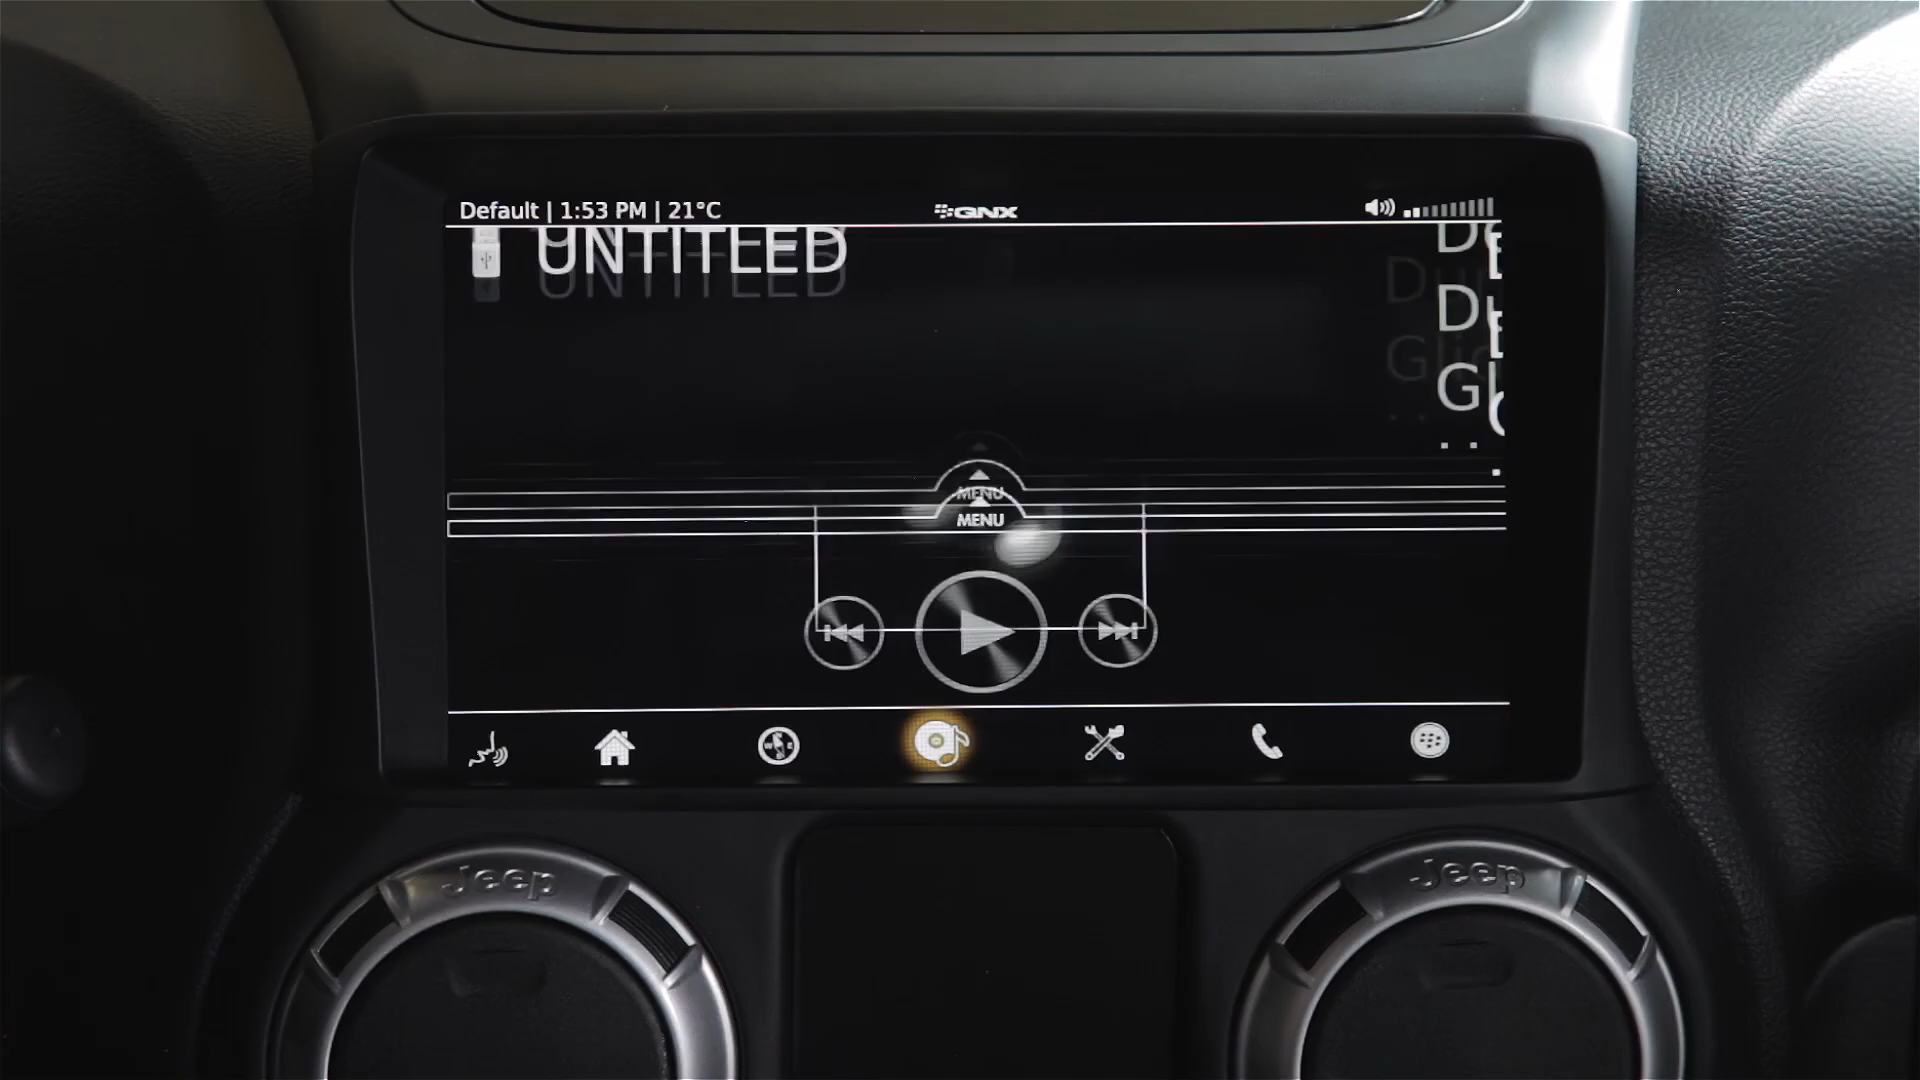 Default | 1:53 PM | 21°C
QNX
UNTITLED
MENU
MENU
W E
Jeep
Jeep